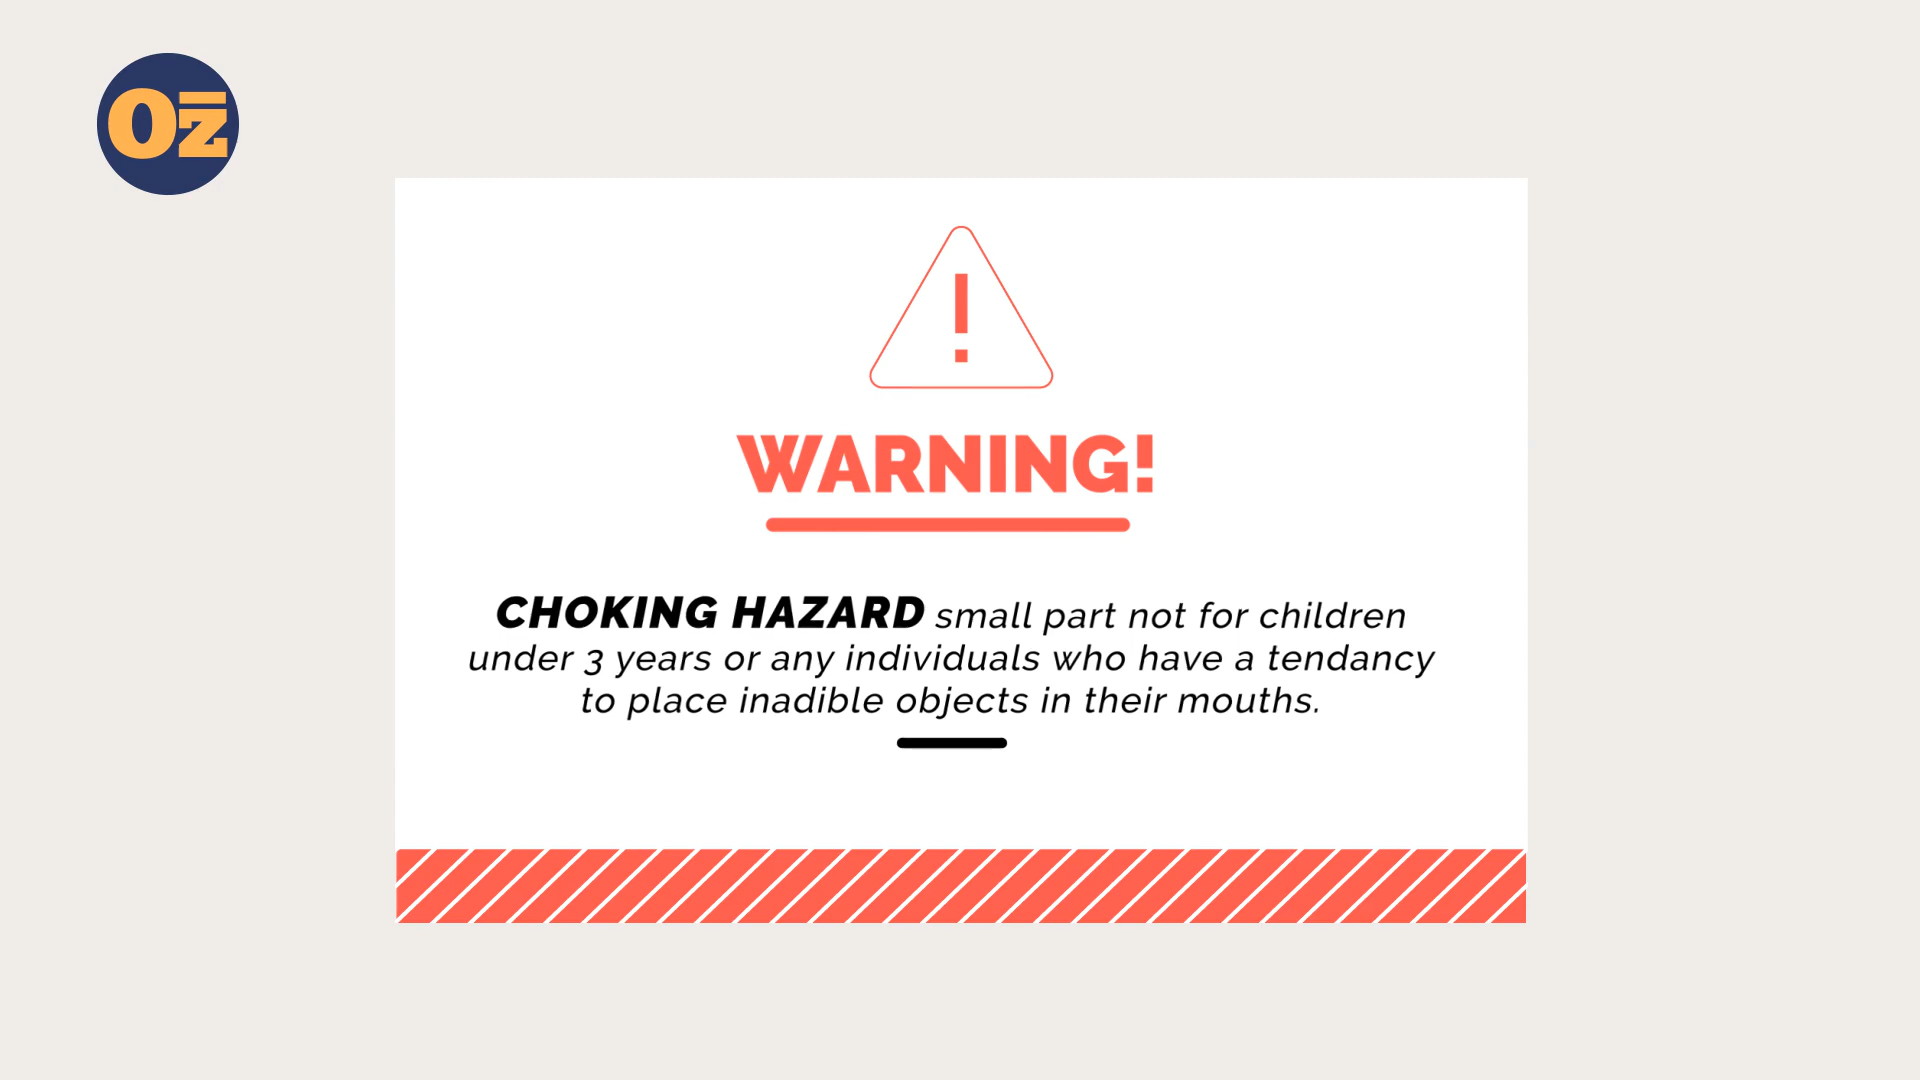 Oz
WARNING!
CHOKING HAZARD small part not for children
under 3 years or any individuals who have a tendancy
to place inadible objects in their mouths.